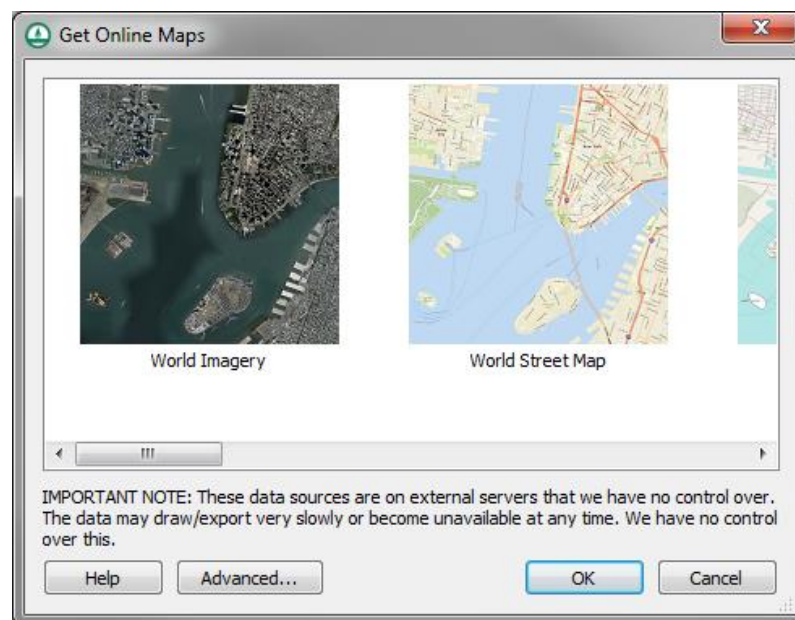 Get Online Maps
World Imagery
World Street Map
IMPORTANT NOTE: These data sources are on external servers that we have no control over.
The data may draw/export very slowly or become unavailable at any time. We have no control
over this.
Help
Advanced...
OK
Cancel